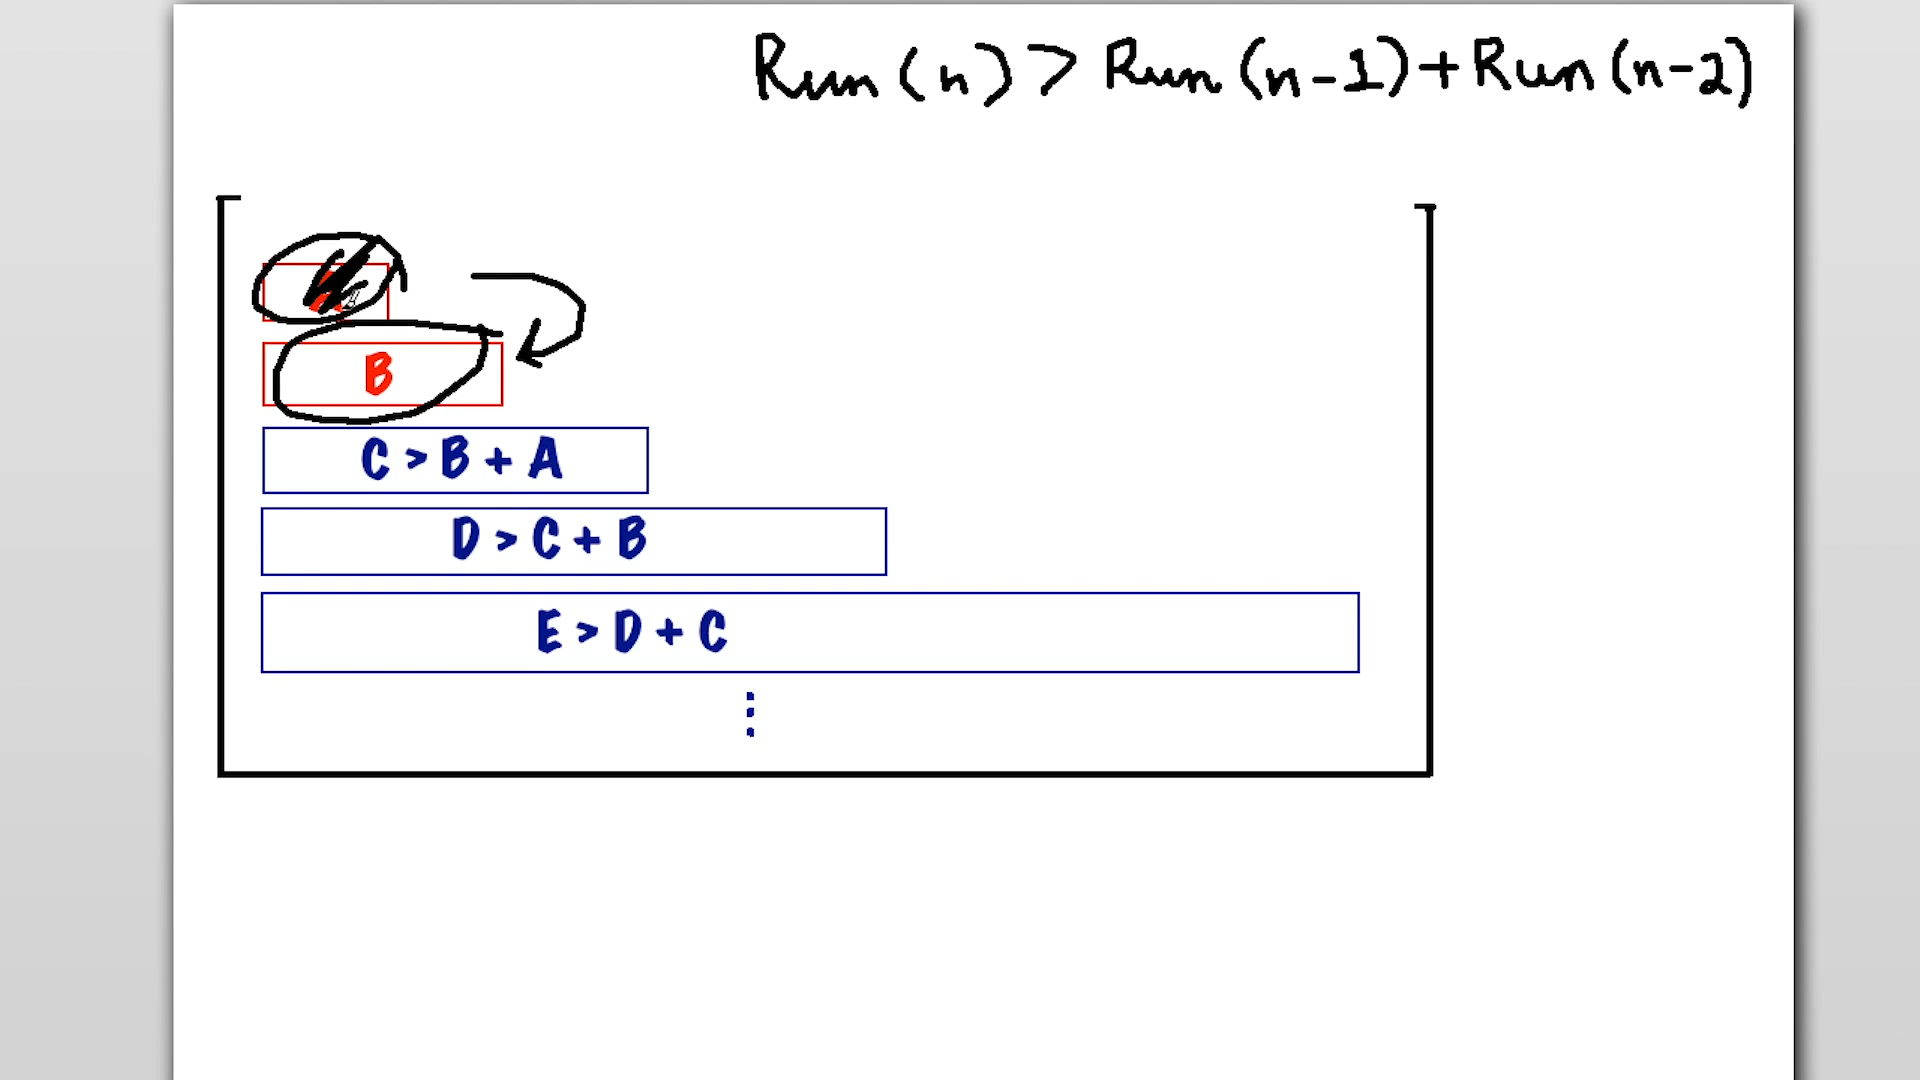 Run(n) > Run(n-1) + Run(n-2)
B
C > B + A
D > C + B
E > D + C